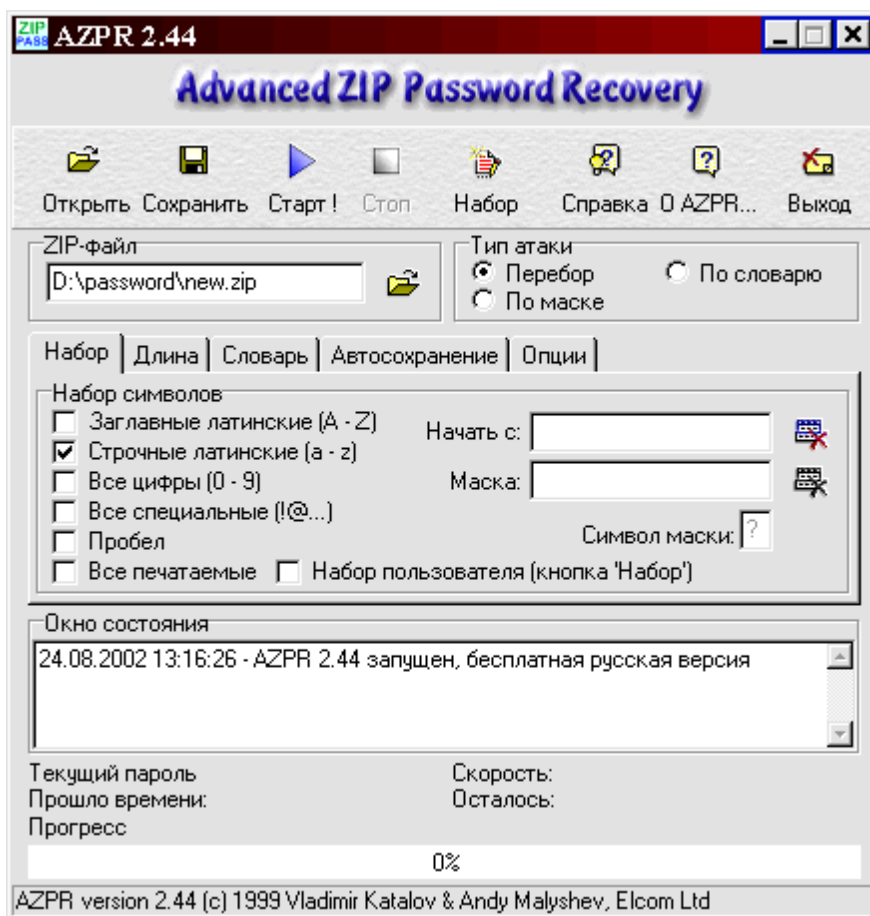 ZIP PASS AZPR 2.44
Advanced ZIP Password Recovery
Открыть Сохранить Старт ! Стоп Набор Справка О AZPR... Выход
ZIP-файл
D:\password\new.zip
Тип атаки
Перебор По словарю
По маске
Набор Длина Словарь Автосохранение Опции
Набор символов
Заглавные латинские (A - Z)
Строчные латинские (a - z)
Все цифры (0 - 9)
Все специальные (!@...)
Пробел
Все печатаемые Набор пользователя (кнопка 'Набор')
Начать с:
Маска:
Символ маски: ?
Окно состояния
24.08.2002 13:16:26 - AZPR 2.44 запущен, бесплатная русская версия
Текущий пароль Скорость:
Прошло времени: Осталось:
Прогресс
0%
AZPR version 2.44 (c) 1999 Vladimir Katalov & Andy Malyshev, Elcom Ltd